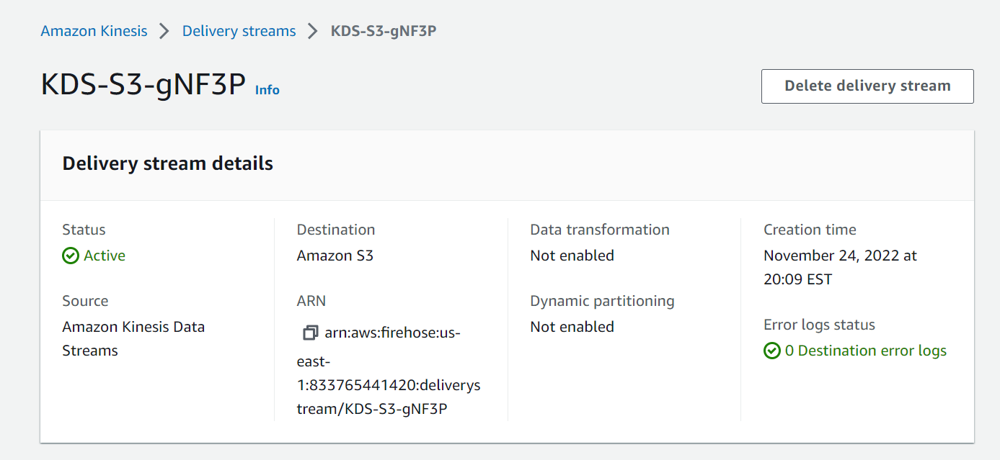 Amazon Kinesis > Delivery streams > KDS-S3-gNF3P
KDS-S3-gNF3P Info
Delete delivery stream
Delivery stream details
Status
Active
Source
Amazon Kinesis Data
Streams
Destination
Amazon S3
ARN
arn:aws:firehose:us-
east-
1:833765441420:deliverys
tream/KDS-S3-gNF3P
Data transformation
Not enabled
Dynamic partitioning
Not enabled
Creation time
November 24, 2022 at
20:09 EST
Error logs status
0 Destination error logs